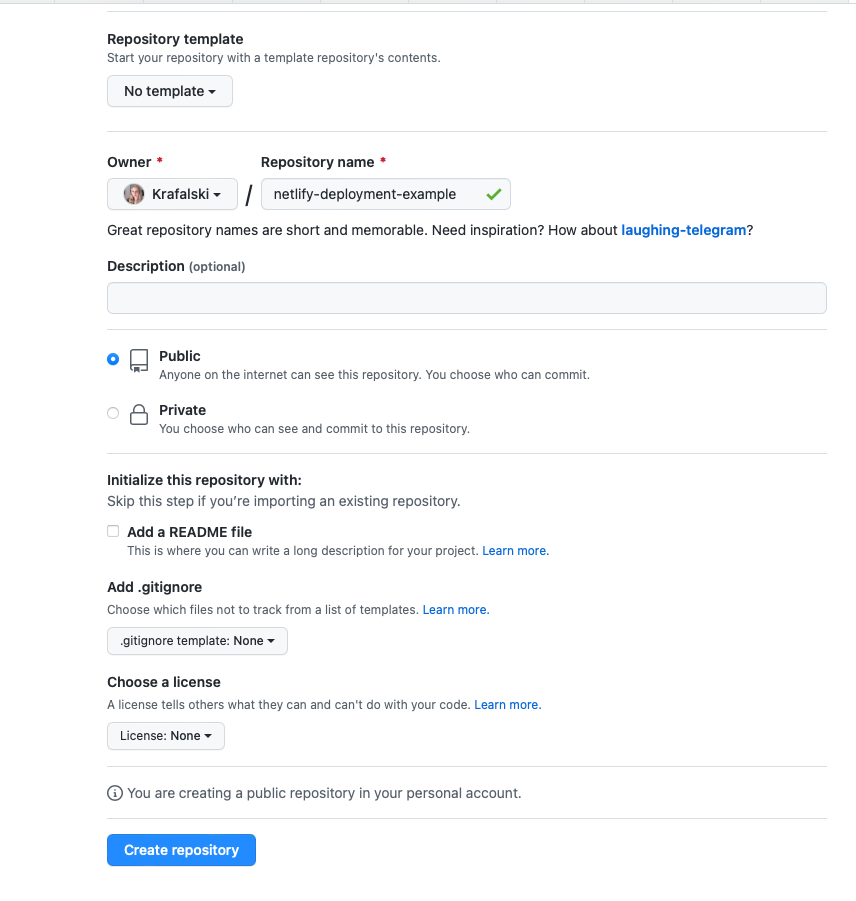 Repository template
Start your repository with a template repository's contents.
No template
Owner * Repository name *
Krafalski / netlify-deployment-example
Great repository names are short and memorable. Need inspiration? How about laughing-telegram?
Description (optional)
Public
Anyone on the internet can see this repository. You choose who can commit.
Private
You choose who can see and commit to this repository.
Initialize this repository with:
Skip this step if you’re importing an existing repository.
Add a README file
This is where you can write a long description for your project. Learn more.
Add .gitignore
Choose which files not to track from a list of templates. Learn more.
.gitignore template: None
Choose a license
A license tells others what they can and can't do with your code. Learn more.
License: None
You are creating a public repository in your personal account.
Create repository